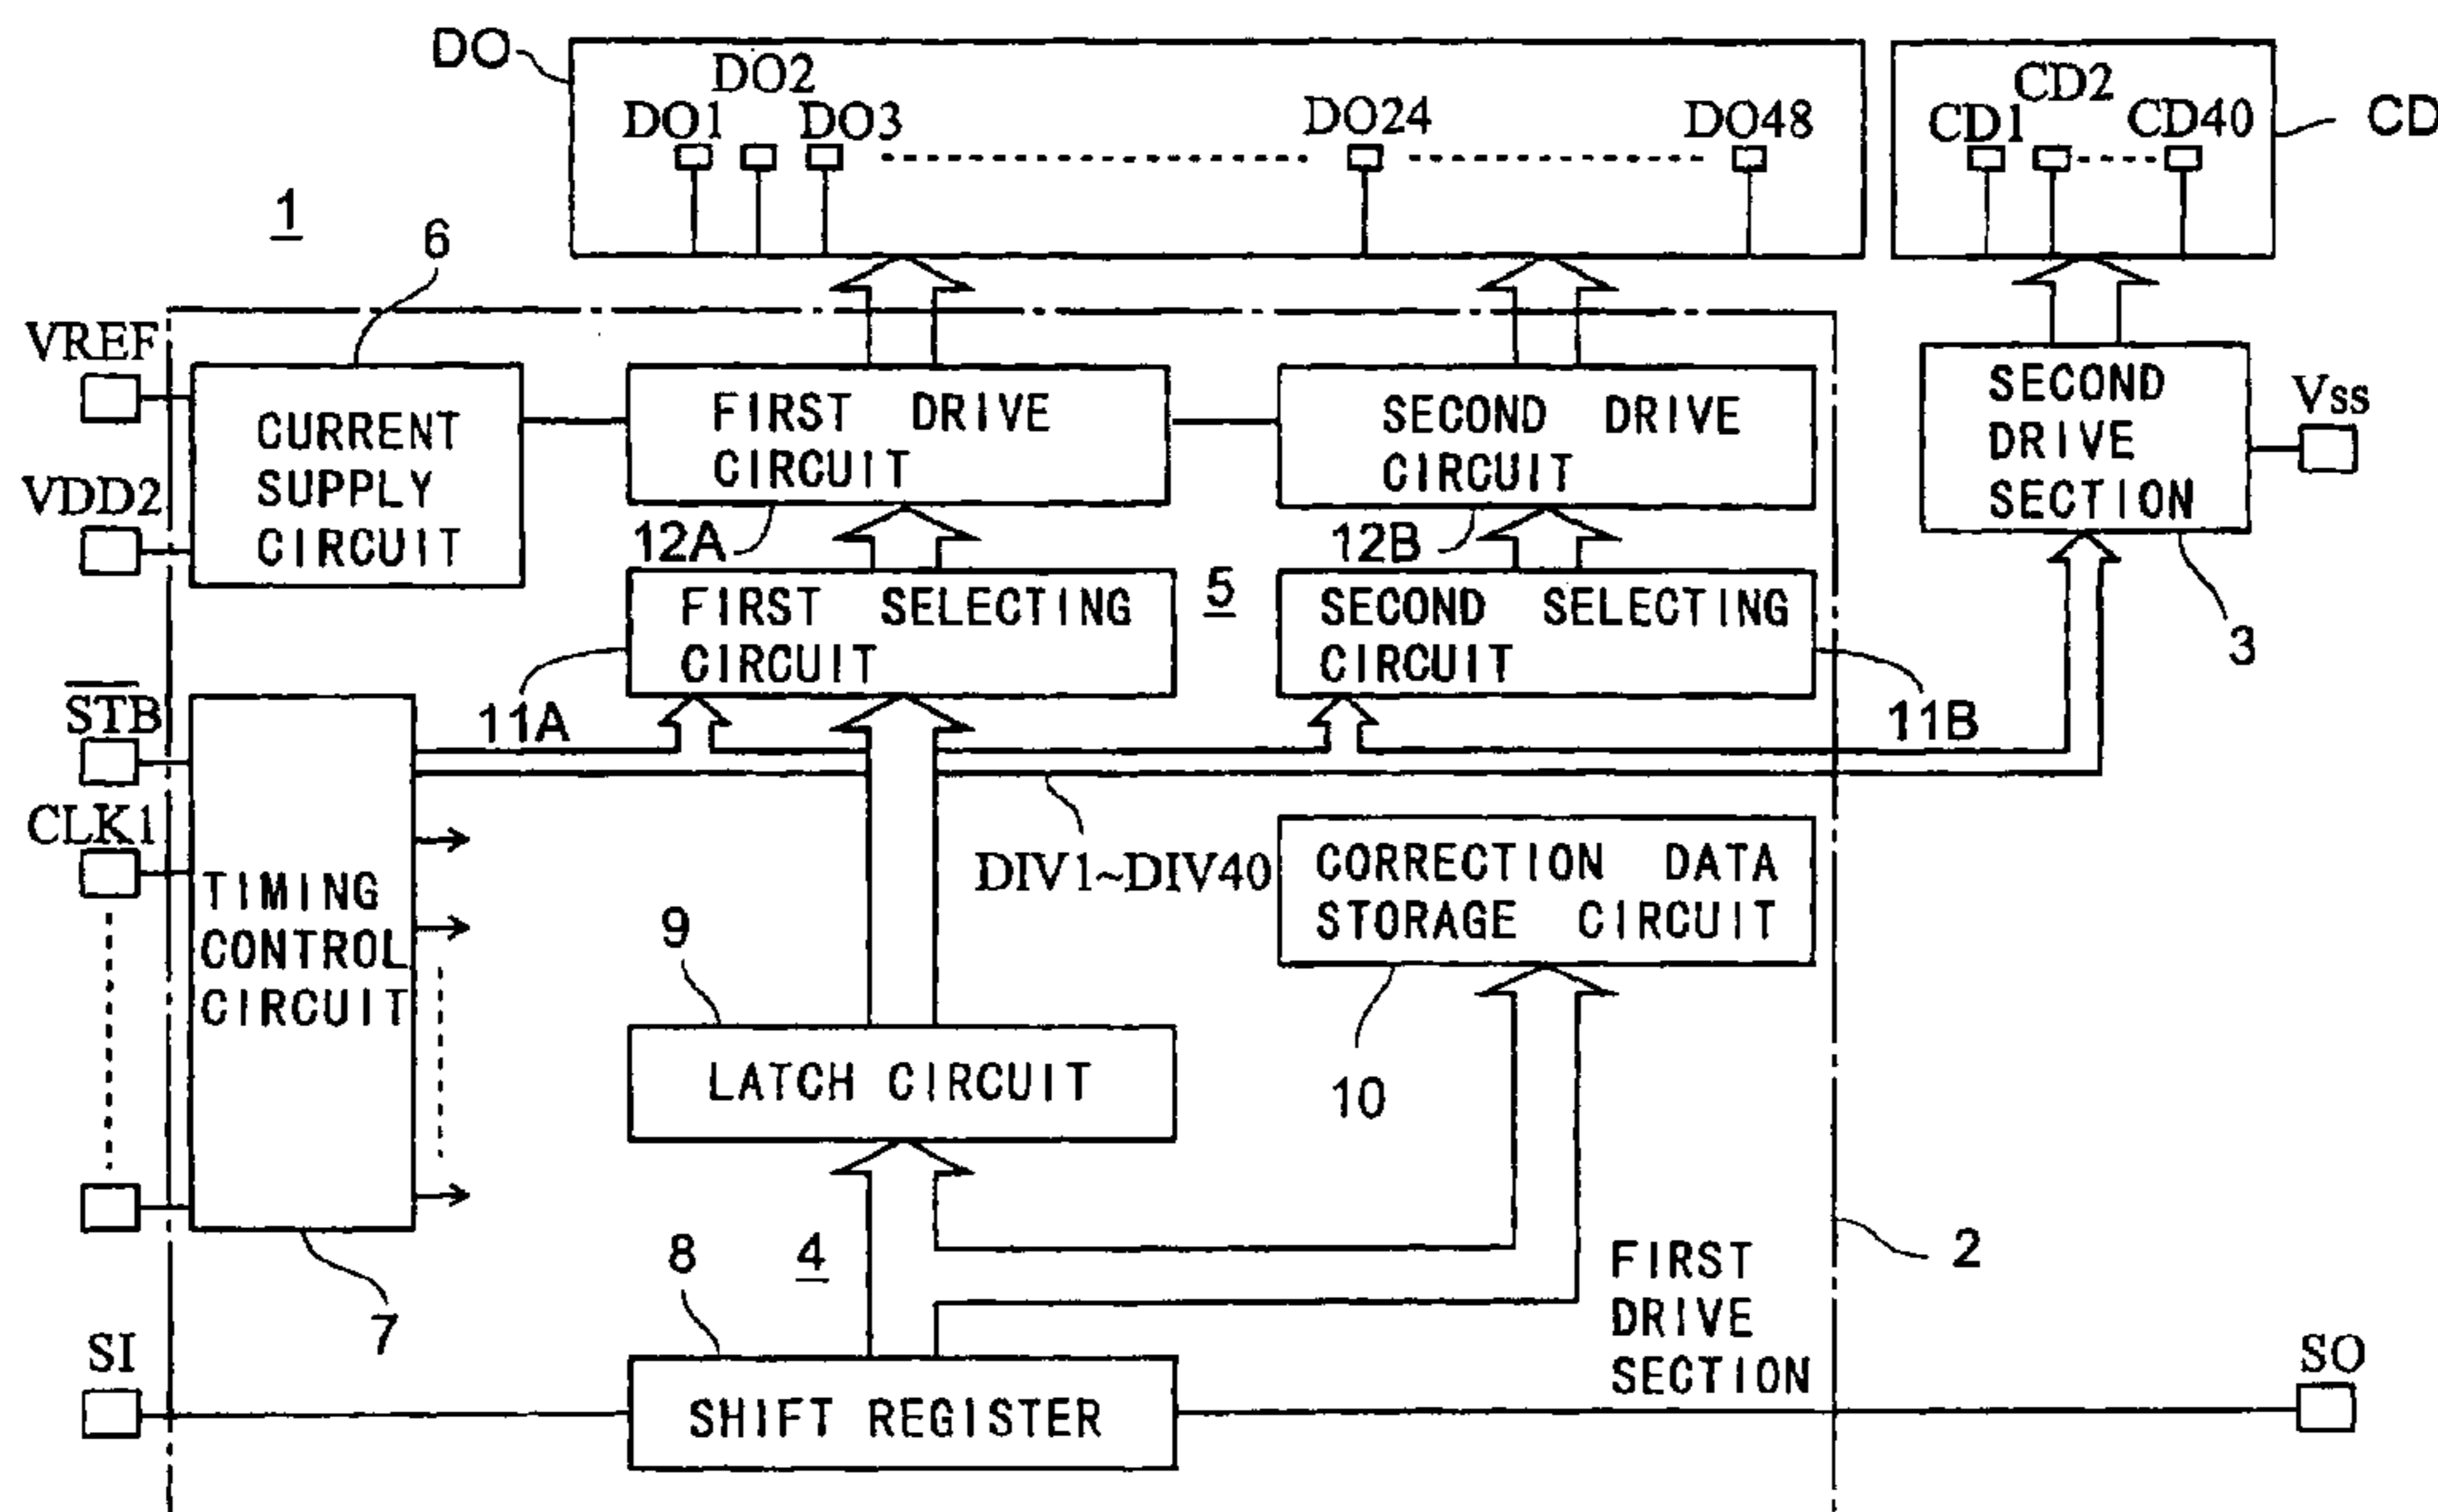 DO
DO2
DO1
DO3
DO24
DO48
CD2
CD1
CD40
CD
1
6
VREF
VDD2
CURRENT
SUPPLY
CIRCUIT
FIRST DRIVE
CIRCUIT
12A
SECOND DRIVE
CIRCUIT
12B
SECOND
DRIVE
SECTION
Vss
3
FIRST SELECTING
CIRCUIT
11A
5
SECOND SELECTING
CIRCUIT
11B
STB
CLK1
TIMING
CONTROL
CIRCUIT
7
DIV1~DIV40
CORRECTION DATA
STORAGE CIRCUIT
10
9
LATCH CIRCUIT
8
4
FIRST
DRIVE
SECTION
2
SI
SHIFT REGISTER
SO